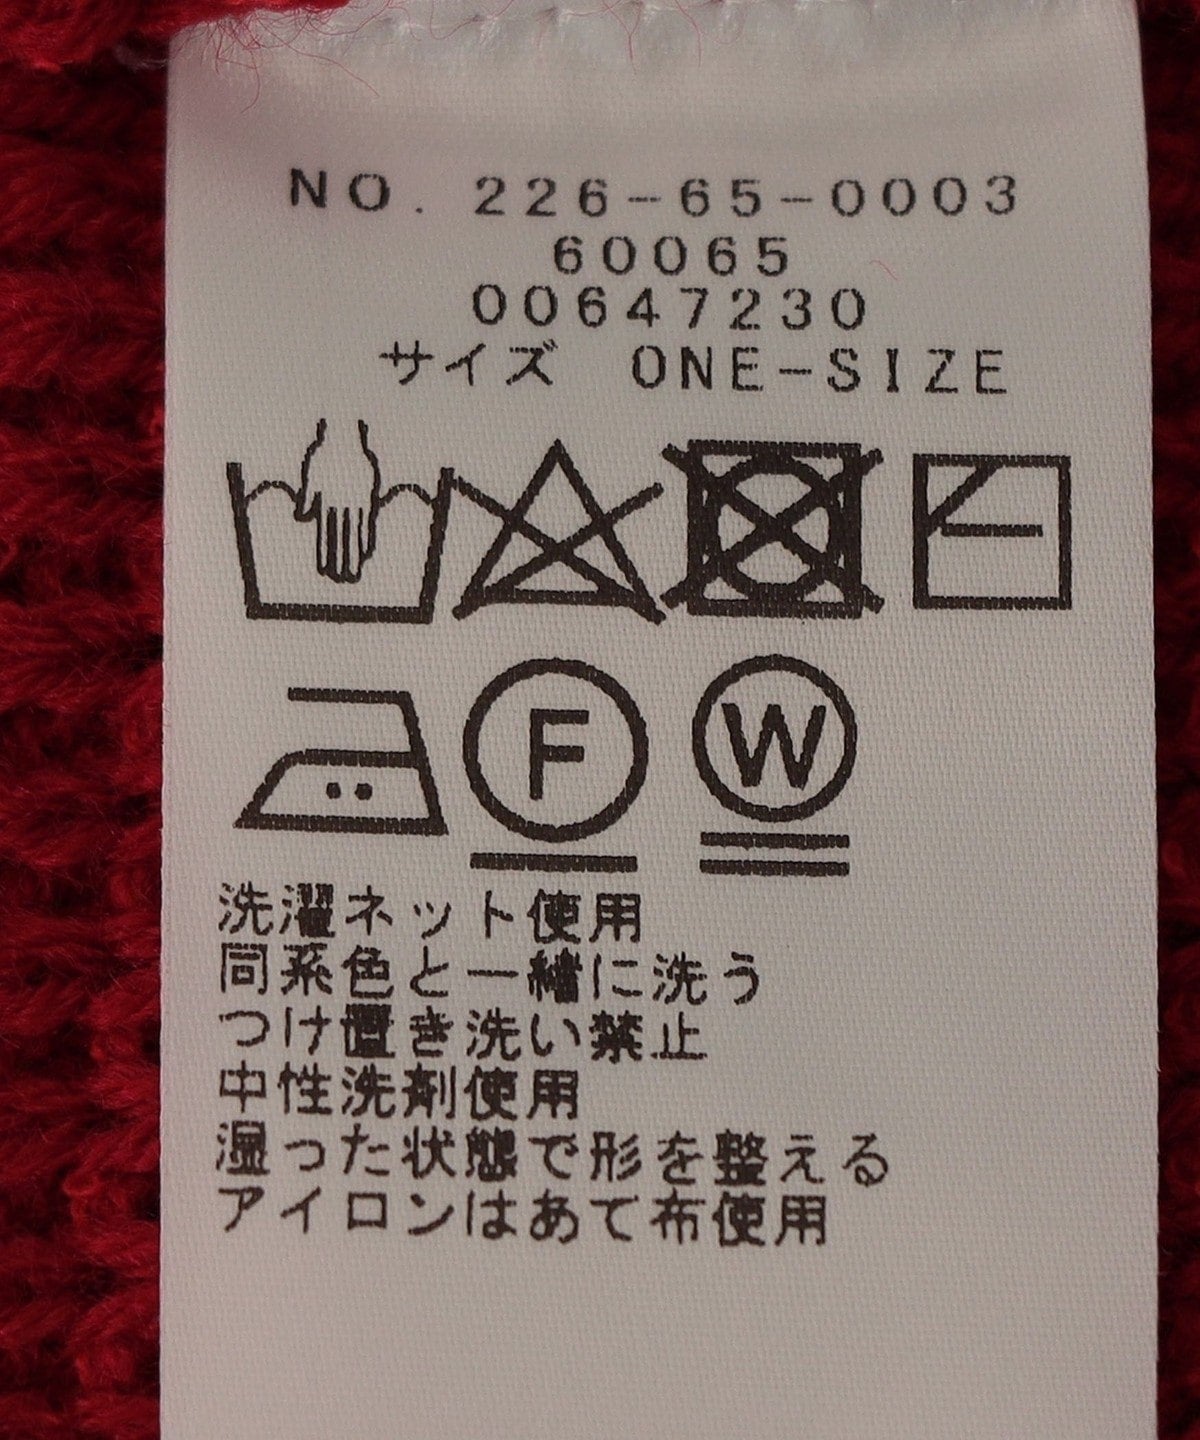 NO. 226-65-0003
60065
00647230
サイズ ONE-SIZE
F W
洗濯ネット使用
同系色と一緒に洗う
つけ置き洗い禁止
中性洗剤使用
湿った状態で形を整える
アイロンはあて布使用